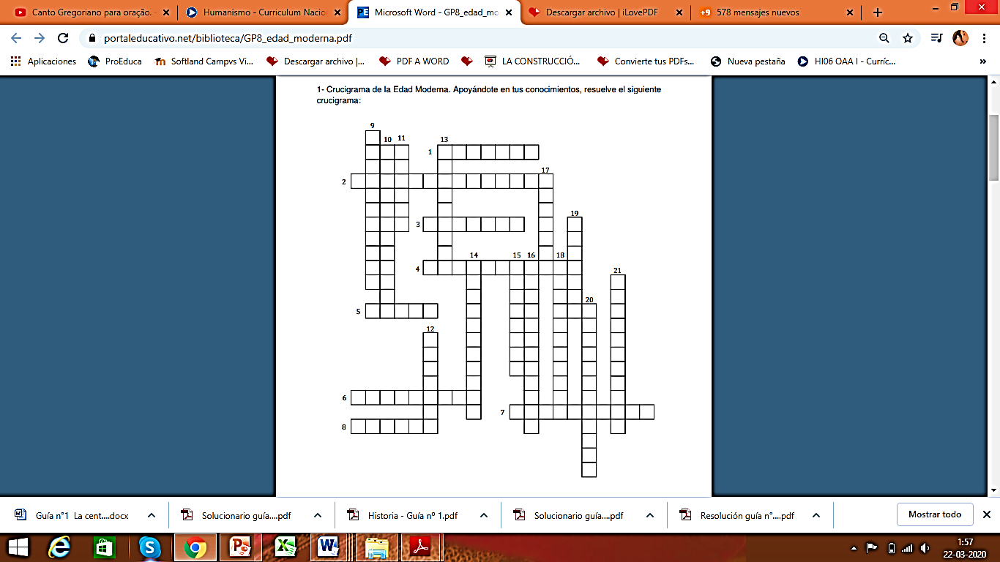 Canto Gregoriano para oração.
Humanismo - Curriculum Nacio
Microsoft Word - GP8_edad_mo
Descargar archivo | iLovePDF
+9 578 mensajes nuevos
portaleducativo.net/biblioteca/GP8_edad_moderna.pdf
Aplicaciones
ProEduca
Softland Campvs Vi...
Descargar archivo |...
PDF A WORD
LA CONSTRUCCIÓ...
Convierte tus PDFs...
Nueva pestaña
HI06 OAA I - Curríc...
»
1- Crucigrama de la Edad Moderna. Apoyándote en tus conocimientos, resuelve el siguiente
crucigrama:
9
10 11 13
1
17
2
19
3
14 15 16 18
4
21
20
5
12
6
7
8
Guía n°1 La cent....docx
Solucionario guía....pdf
Historia - Guía nº 1.pdf
Solucionario guía....pdf
Resolución guía n°....pdf
Mostrar todo
1:57
22-03-2020